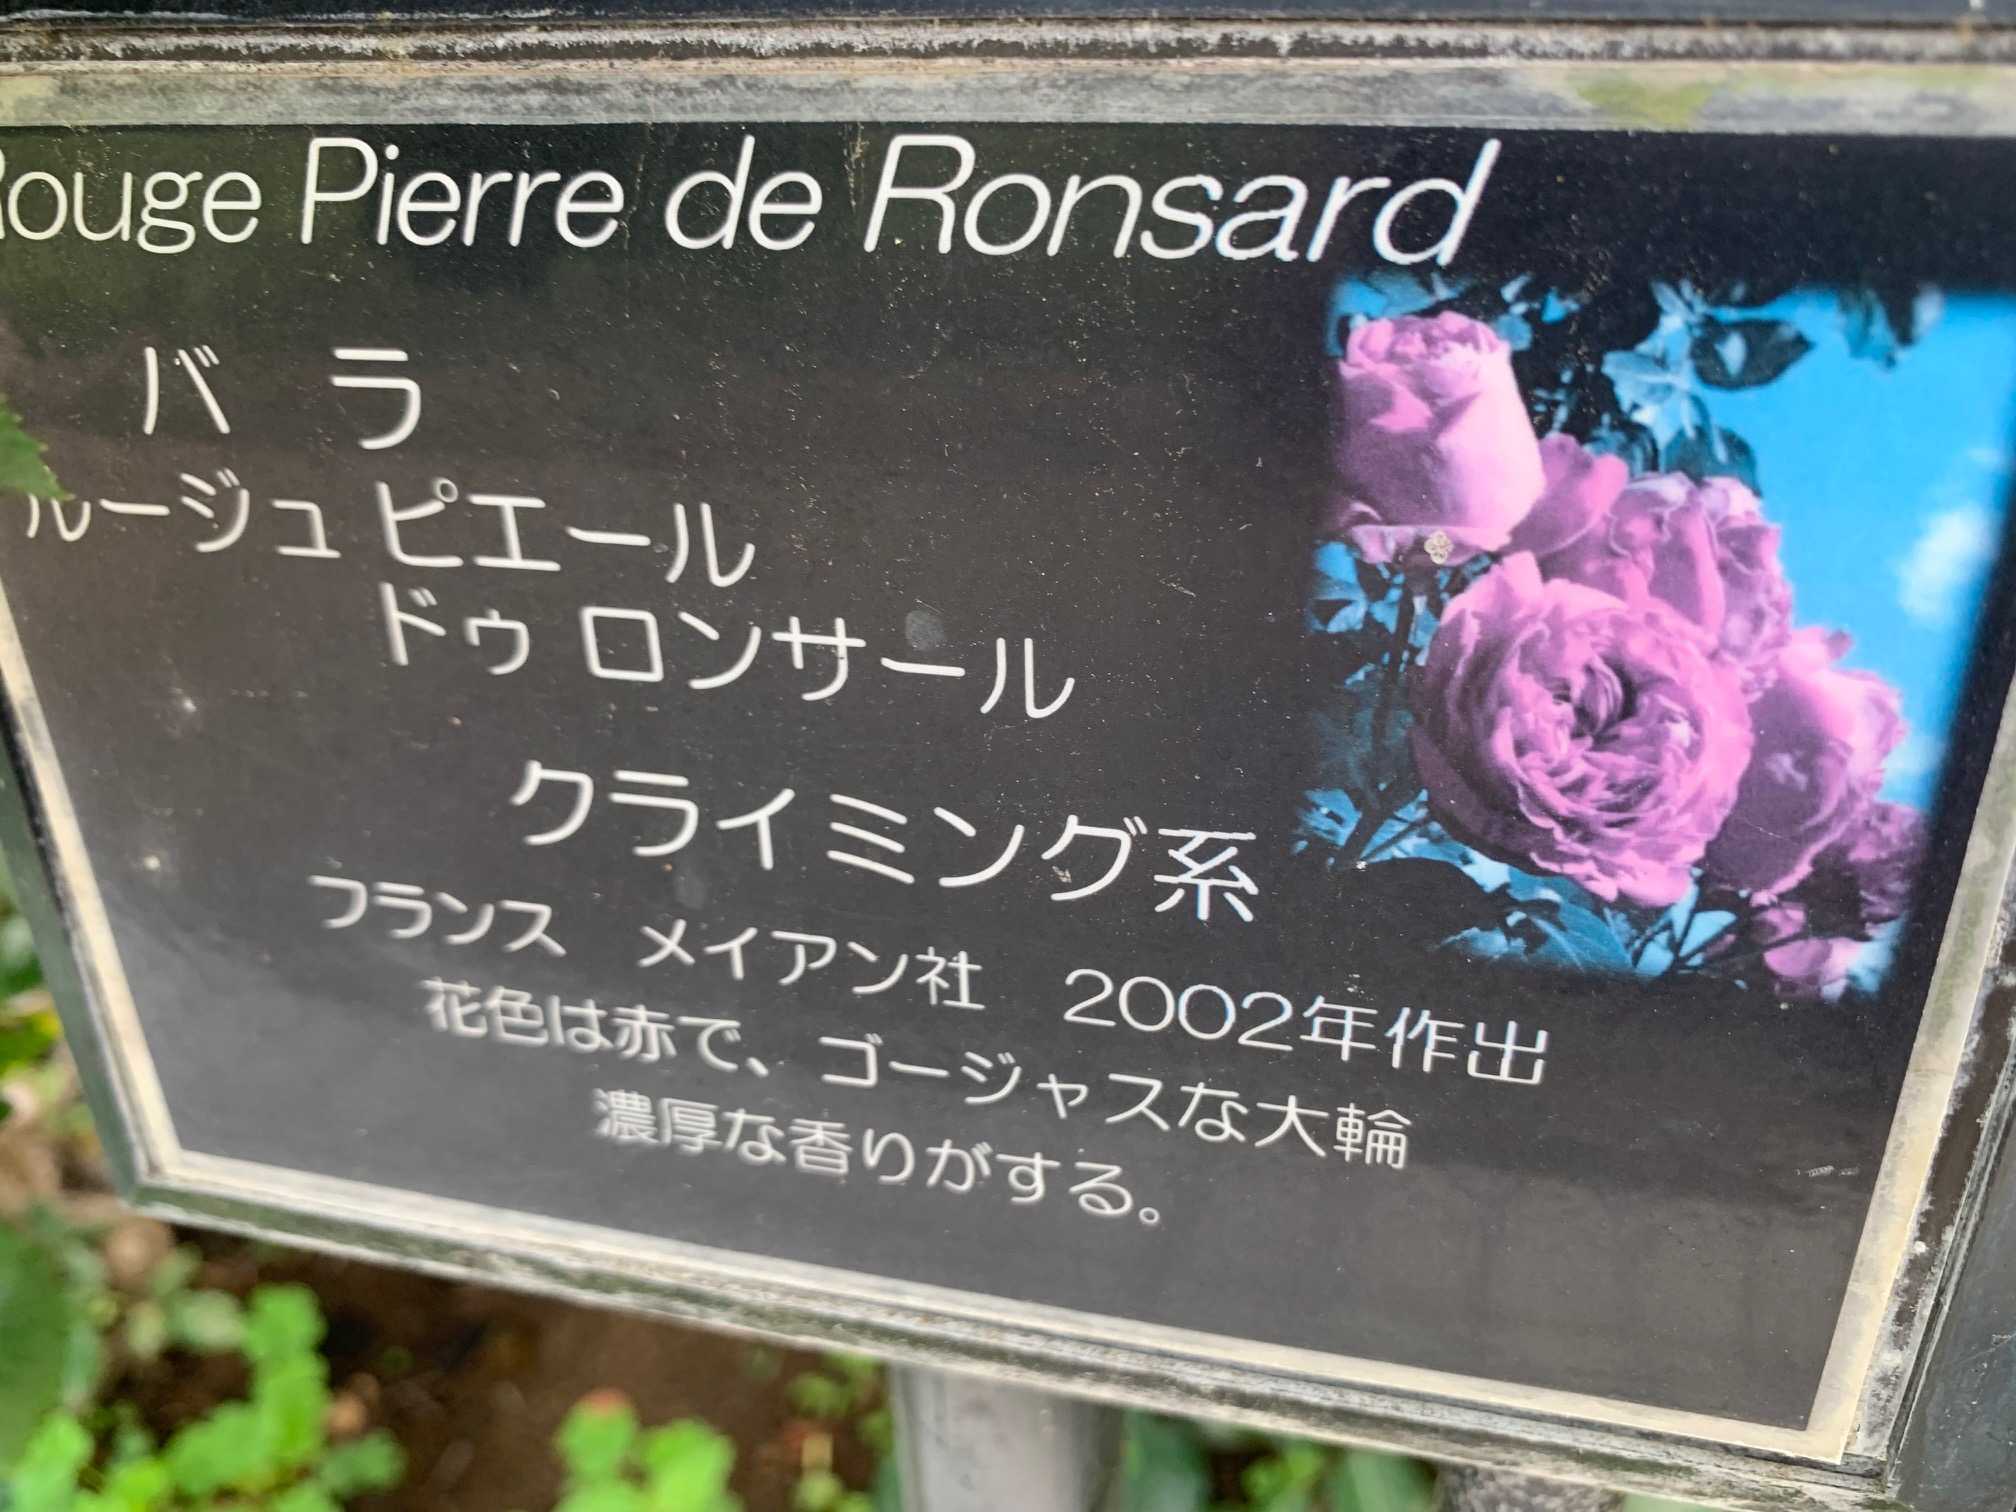 Rouge Pierre de Ronsard
バラ
ルージュ ピエール
ドゥ ロンサール
クライミング系
フランス　メイアン社　2002年作出
花色は赤で、ゴージャスな大輪
濃厚な香りがする。